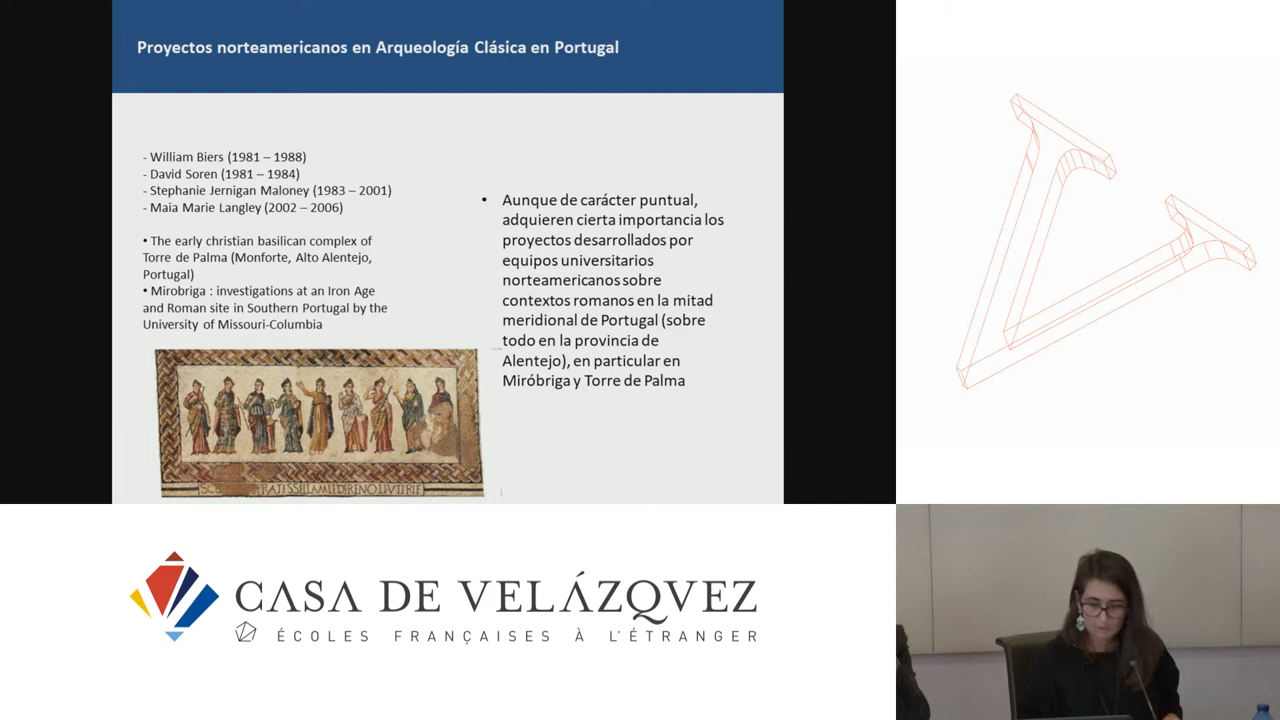 Proyectos norteamericanos en Arqueología Clásica en Portugal
- William Biers (1981 – 1988)
- David Soren (1981 – 1984)
- Stephanie Jernigan Maloney (1983 – 2001)
- Maia Marie Langley (2002 – 2006)
• The early christian basilican complex of
Torre de Palma (Monforte, Alto Alentejo,
Portugal)
• Mirobriga : investigations at an Iron Age
and Roman site in Southern Portugal by the
University of Missouri-Columbia
• Aunque de carácter puntual,
adquieren cierta importancia los
proyectos desarrollados por
equipos universitarios
norteamericanos sobre
contextos romanos en la mitad
meridional de Portugal (sobre
todo en la provincia de
Alentejo), en particular en
Miróbriga y Torre de Palma
CASA DE VELÁZQVEZ
ÉCOLES FRANÇAISES À L'ÉTRANGER